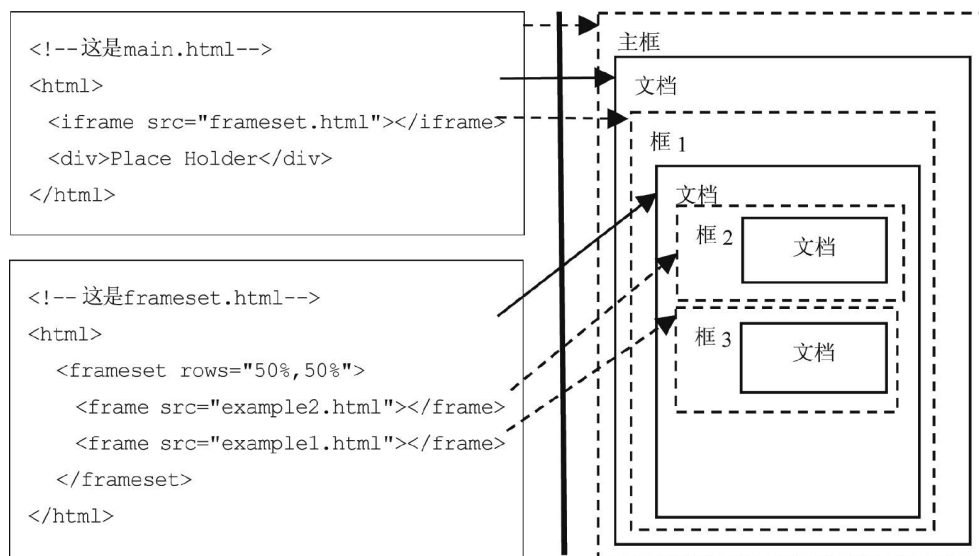 <!--这是main.html-->
<html>
<iframe src="frameset.html"></iframe>
<div>Place Holder</div>
</html>
<!--这是frameset.html-->
<html>
<frameset rows="50%,50%">
<frame src="example2.html"></frame>
<frame src="example1.html"></frame>
</frameset>
</html>
主框
文档
框 1
文档
框 2
文档
框 3
文档